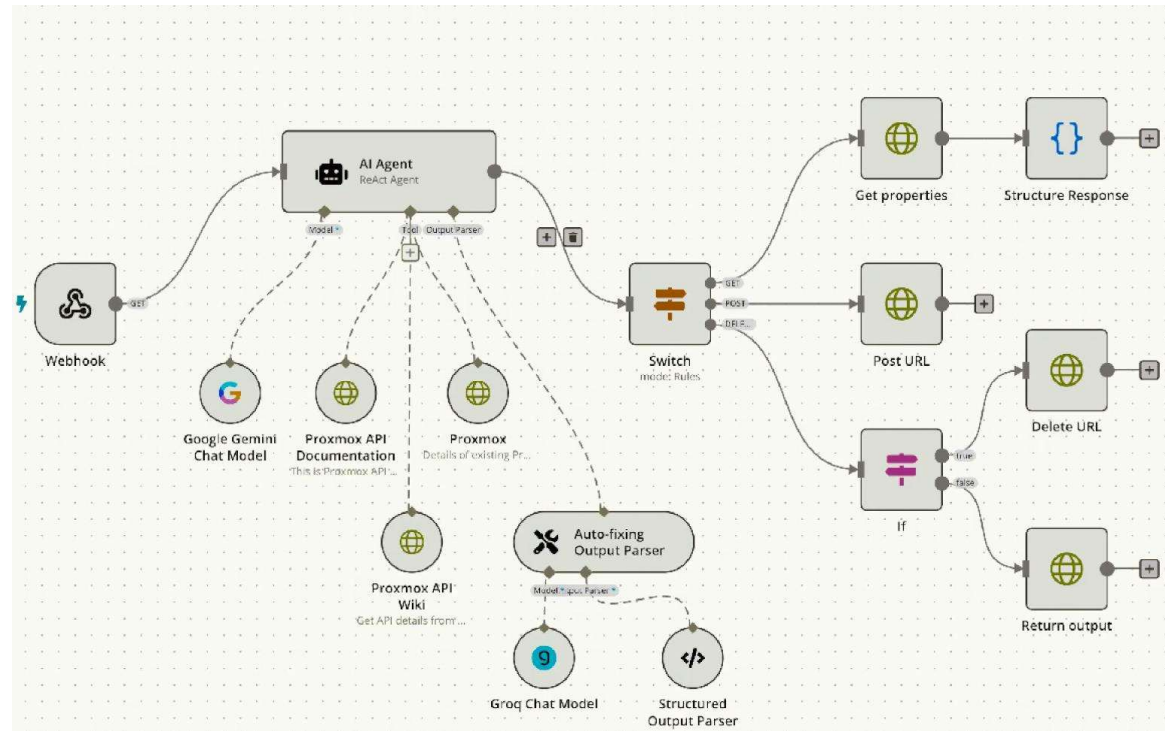 AI Agent
ReAct Agent
Model *
Tool
Output Parser
GET
Webhook
Google Gemini
Chat Model
Proxmox API
Documentation
'This is 'Proxmox API'...
Proxmox
Details of existing Pr...
Proxmox API
Wiki
'Get API details from'...
Auto-fixing
Output Parser
Model *
put Parser *
Groq Chat Model
Structured
Output Parser
Switch
mode: Rules
GET
POST
Get properties
Structure Response
Post URL
If
true
false
Delete URL
Return output